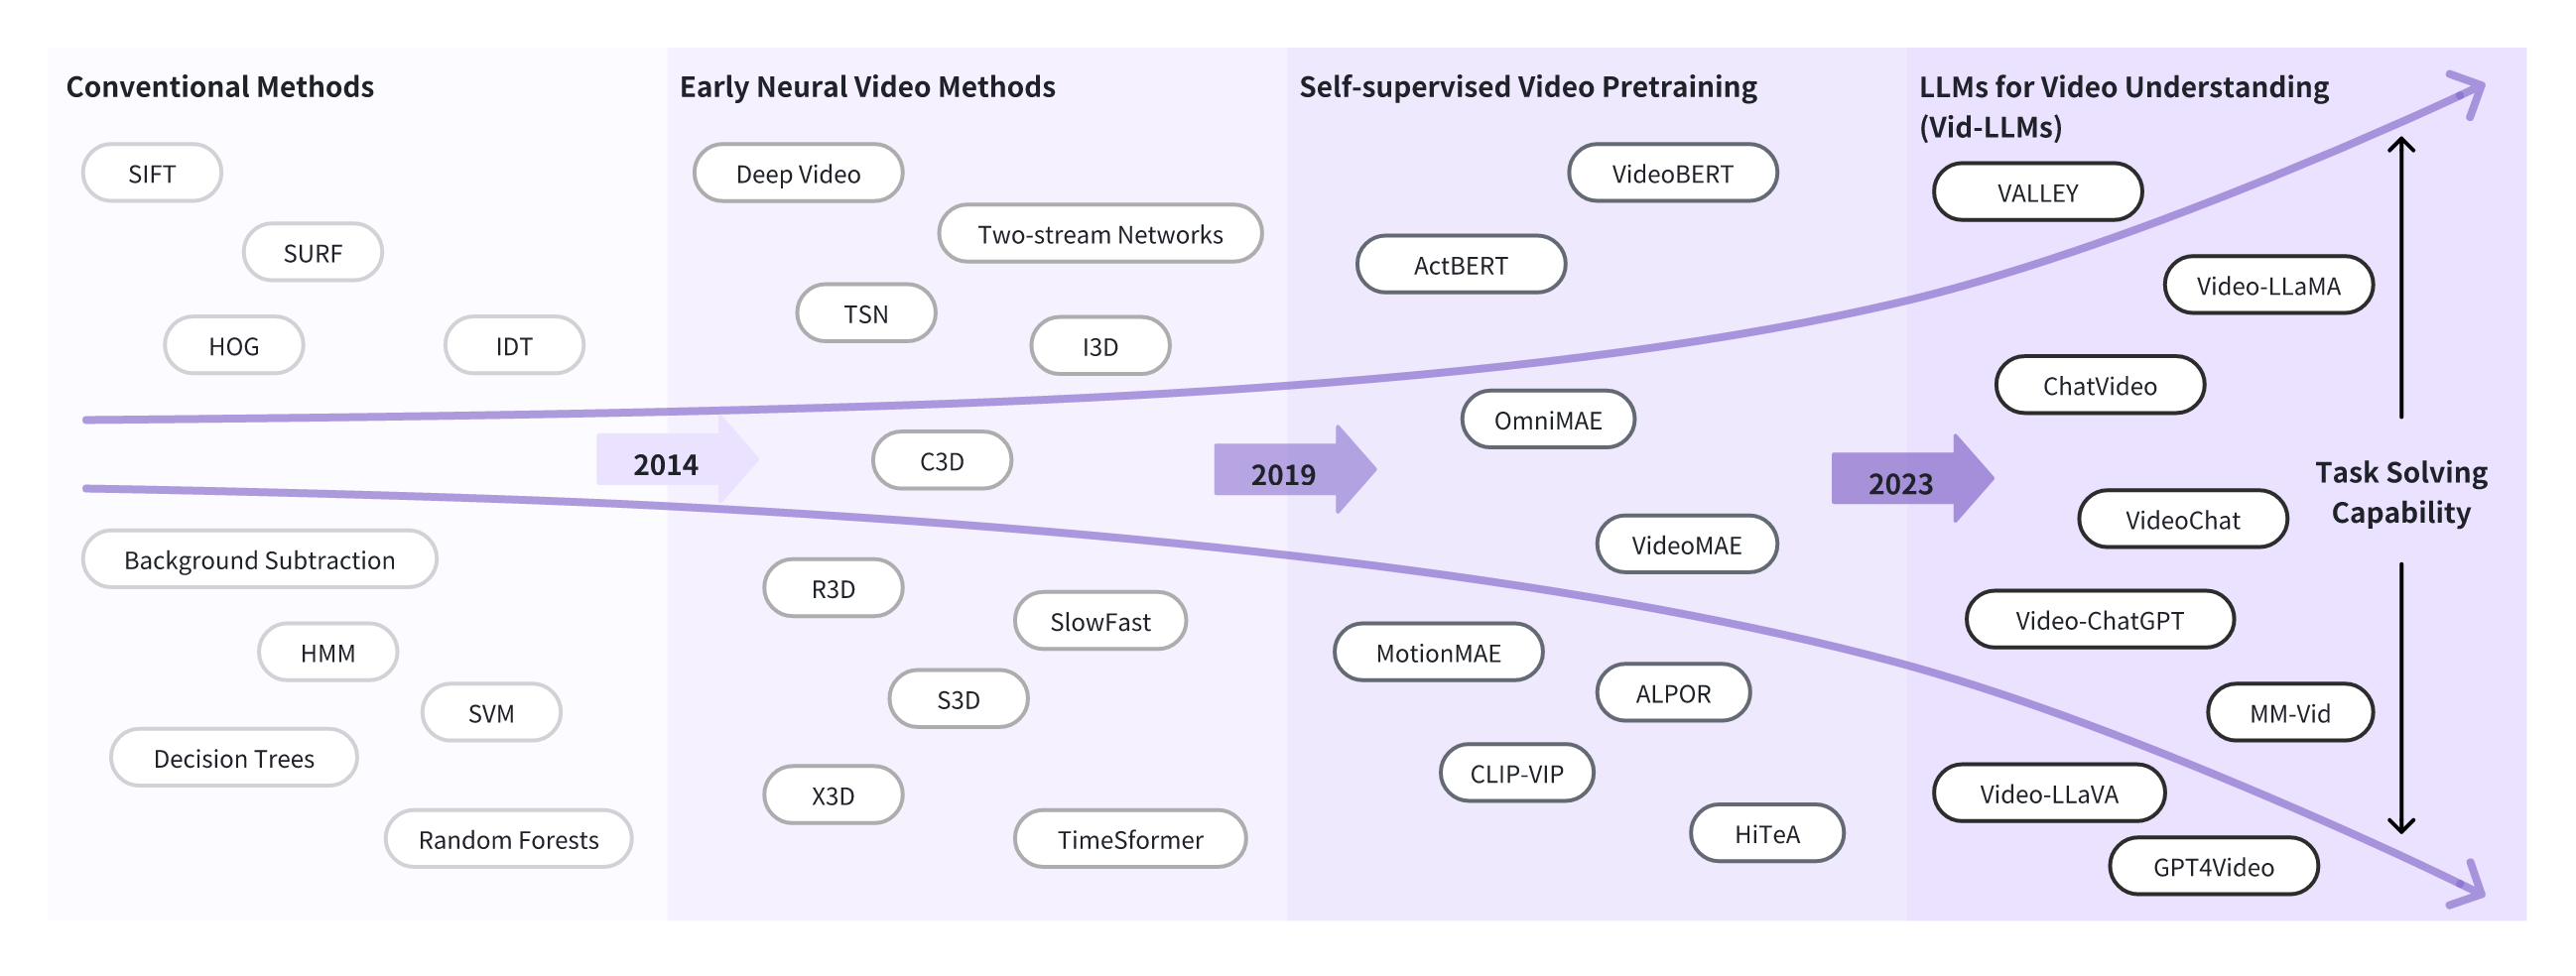 Conventional Methods
SIFT
SURF
HOG
IDT
Background Subtraction
HMM
SVM
Decision Trees
Random Forests
2014
Early Neural Video Methods
Deep Video
Two-stream Networks
TSN
I3D
C3D
R3D
SlowFast
S3D
X3D
TimeSformer
2019
Self-supervised Video Pretraining
VideoBERT
ActBERT
OmniMAE
VideoMAE
MotionMAE
ALPOR
CLIP-VIP
HiTeA
2023
LLMs for Video Understanding
(Vid-LLMs)
VALLEY
Video-LLaMA
ChatVideo
VideoChat
Video-ChatGPT
MM-Vid
Video-LLaVA
GPT4Video
Task Solving
Capability